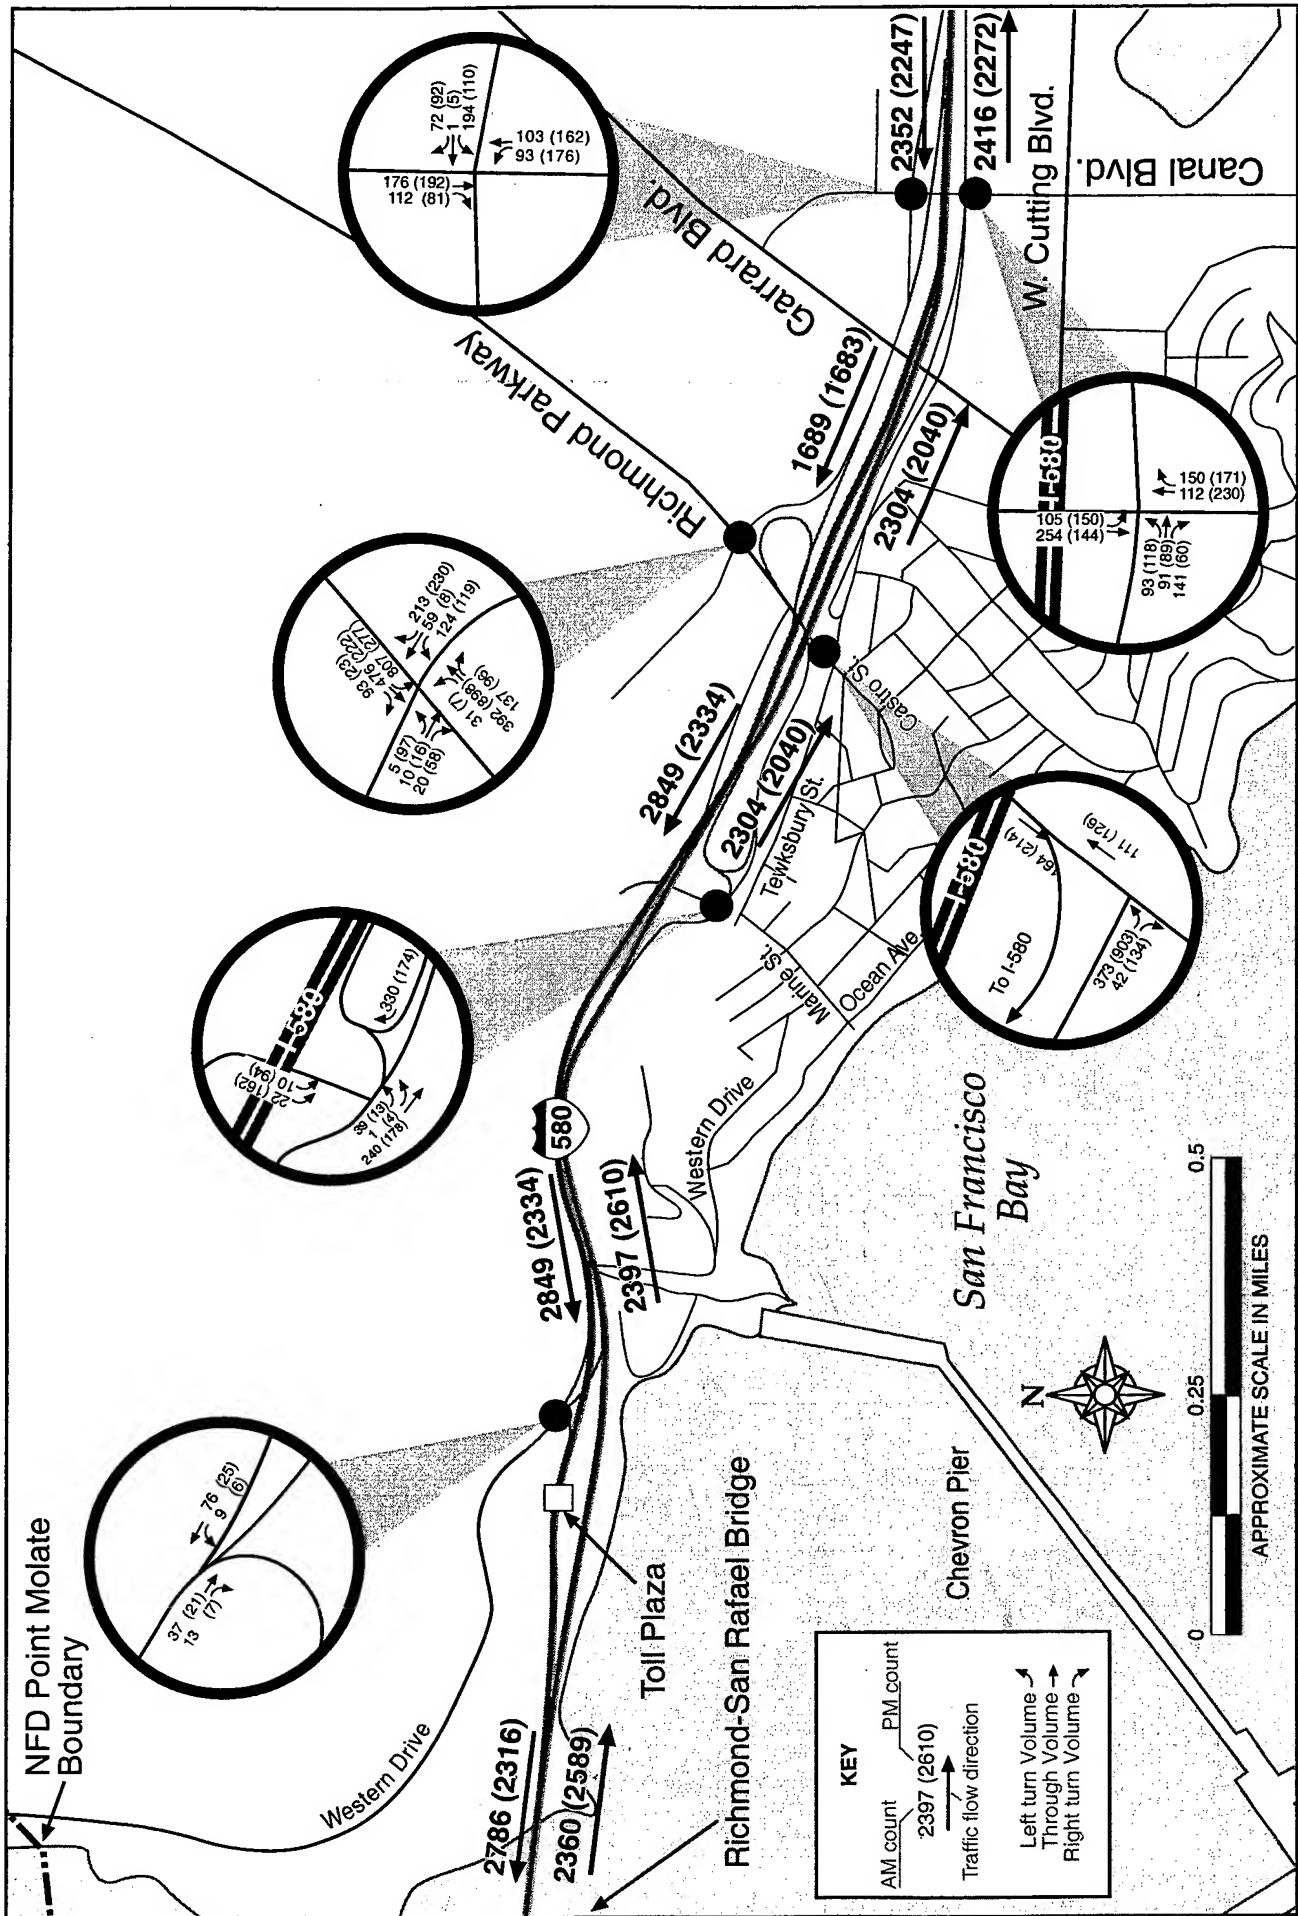 NFD Point Molate
Boundary
Western Drive
37 (21)
13 (7)
76 (25)
9 (6)
2786 (2316)
2360 (2589)
Toll Plaza
Richmond-San Rafael Bridge
2849 (2334)
2397 (2610)
580
Western Drive
I-580
22 (162)
10 (94)
330 (174)
39 (13)
1 (4)
240 (178)
Marine St.
Ocean Ave
Tewksbury St.
2849 (2334)
2304 (2040)
Castro St.
93 (23)
476 (222)
807 (277)
213 (230)
59 (8)
124 (119)
5 (97)
10 (16)
20 (58)
31 (7)
392 (898)
137 (96)
Richmond Parkway
Garrard Blvd.
1689 (1683)
2304 (2040)
72 (92)
1 (5)
194 (110)
176 (192)
112 (81)
103 (162)
93 (176)
2352 (2247)
2416 (2272)
W. Cutting Blvd.
Canal Blvd.
I-580
To I-580
164 (214)
111 (126)
373 (903)
42 (134)
I-580
105 (150)
254 (144)
93 (118)
91 (89)
141 (60)
150 (171)
112 (230)
San Francisco
Bay
Chevron Pier
N
0
0.25
0.5
APPROXIMATE SCALE IN MILES
KEY
AM count
PM count
2397 (2610)
Traffic flow direction
Left turn Volume
Through Volume
Right turn Volume